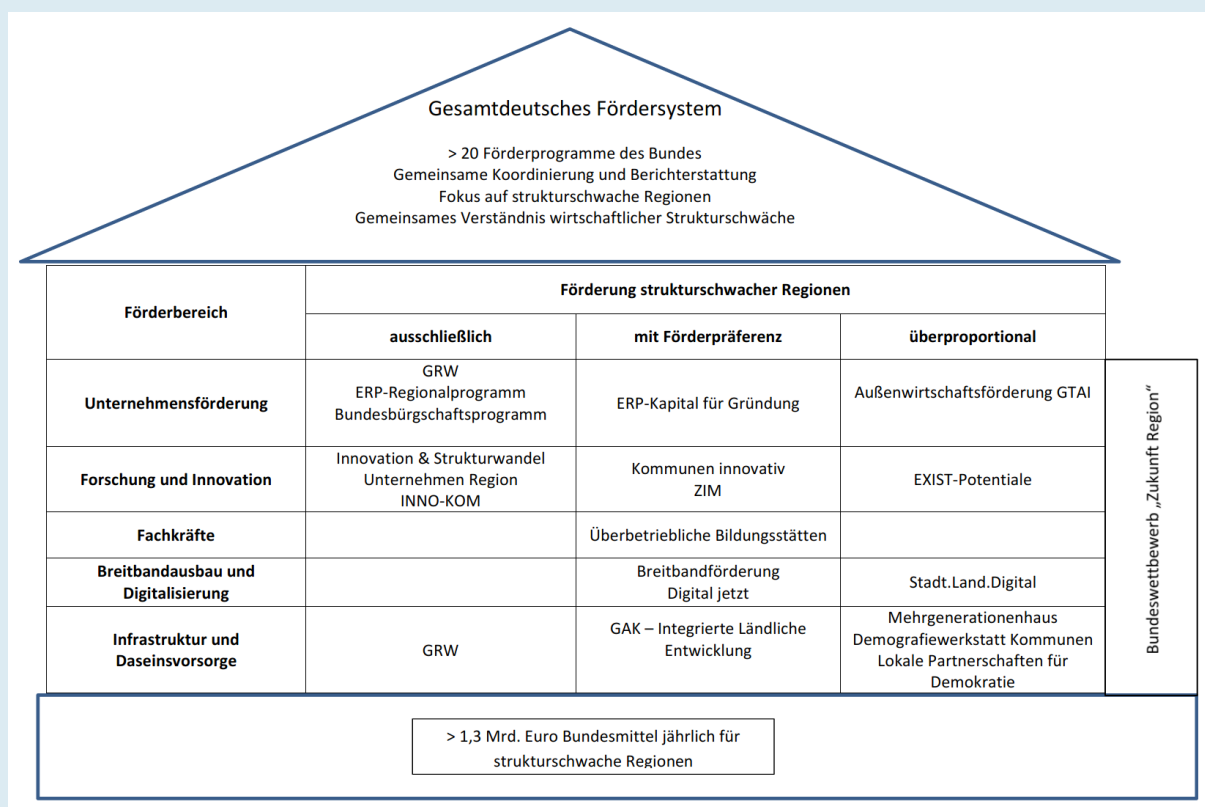 Gesamtdeutsches Fördersystem
> 20 Förderprogramme des Bundes
Gemeinsame Koordinierung und Berichterstattung
Fokus auf strukturschwache Regionen
Gemeinsames Verständnis wirtschaftlicher Strukturschwäche
Förderbereich
Förderung strukturschwacher Regionen
ausschließlich
mit Förderpräferenz
überproportional
Unternehmensförderung
GRW
ERP-Regionalprogramm
Bundesbürgschaftsprogramm
ERP-Kapital für Gründung
Außenwirtschaftsförderung GTAI
Forschung und Innovation
Innovation & Strukturwandel
Unternehmen Region
INNO-KOM
Kommunen innovativ
ZIM
EXIST-Potentiale
Fachkräfte
Überbetriebliche Bildungsstätten
Breitbandausbau und
Digitalisierung
Breitbandförderung
Digital jetzt
Stadt.Land.Digital
Infrastruktur und
Daseinsvorsorge
GRW
GAK – Integrierte Ländliche
Entwicklung
Mehrgenerationenhaus
Demografiewerkstatt Kommunen
Lokale Partnerschaften für
Demokratie
Bundeswettbewerb „Zukunft Region“
> 1,3 Mrd. Euro Bundesmittel jährlich für
strukturschwache Regionen